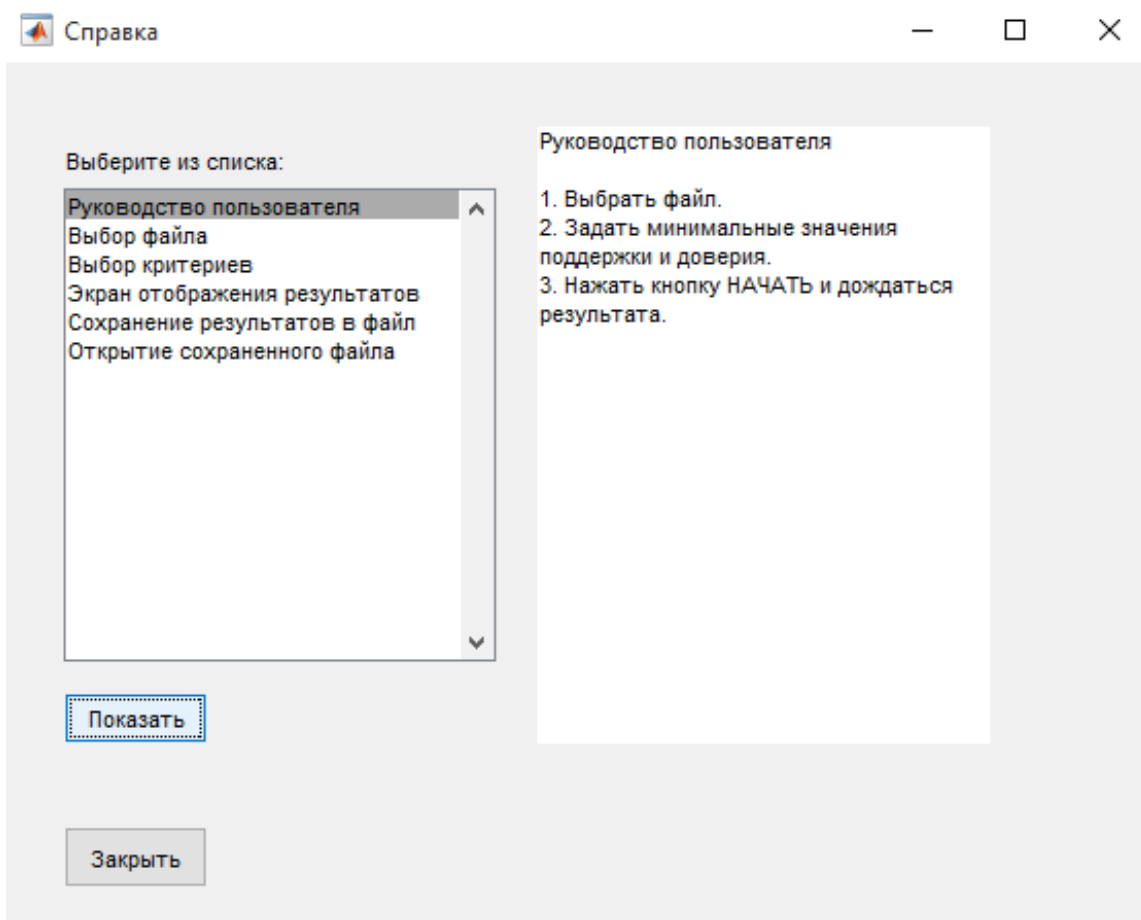 Справка
Выберите из списка:
Руководство пользователя
Выбор файла
Выбор критериев
Экран отображения результатов
Сохранение результатов в файл
Открытие сохраненного файла
Показать
Закрыть
Руководство пользователя
1. Выбрать файл.
2. Задать минимальные значения
поддержки и доверия.
3. Нажать кнопку НАЧАТЬ и дождаться
результата.